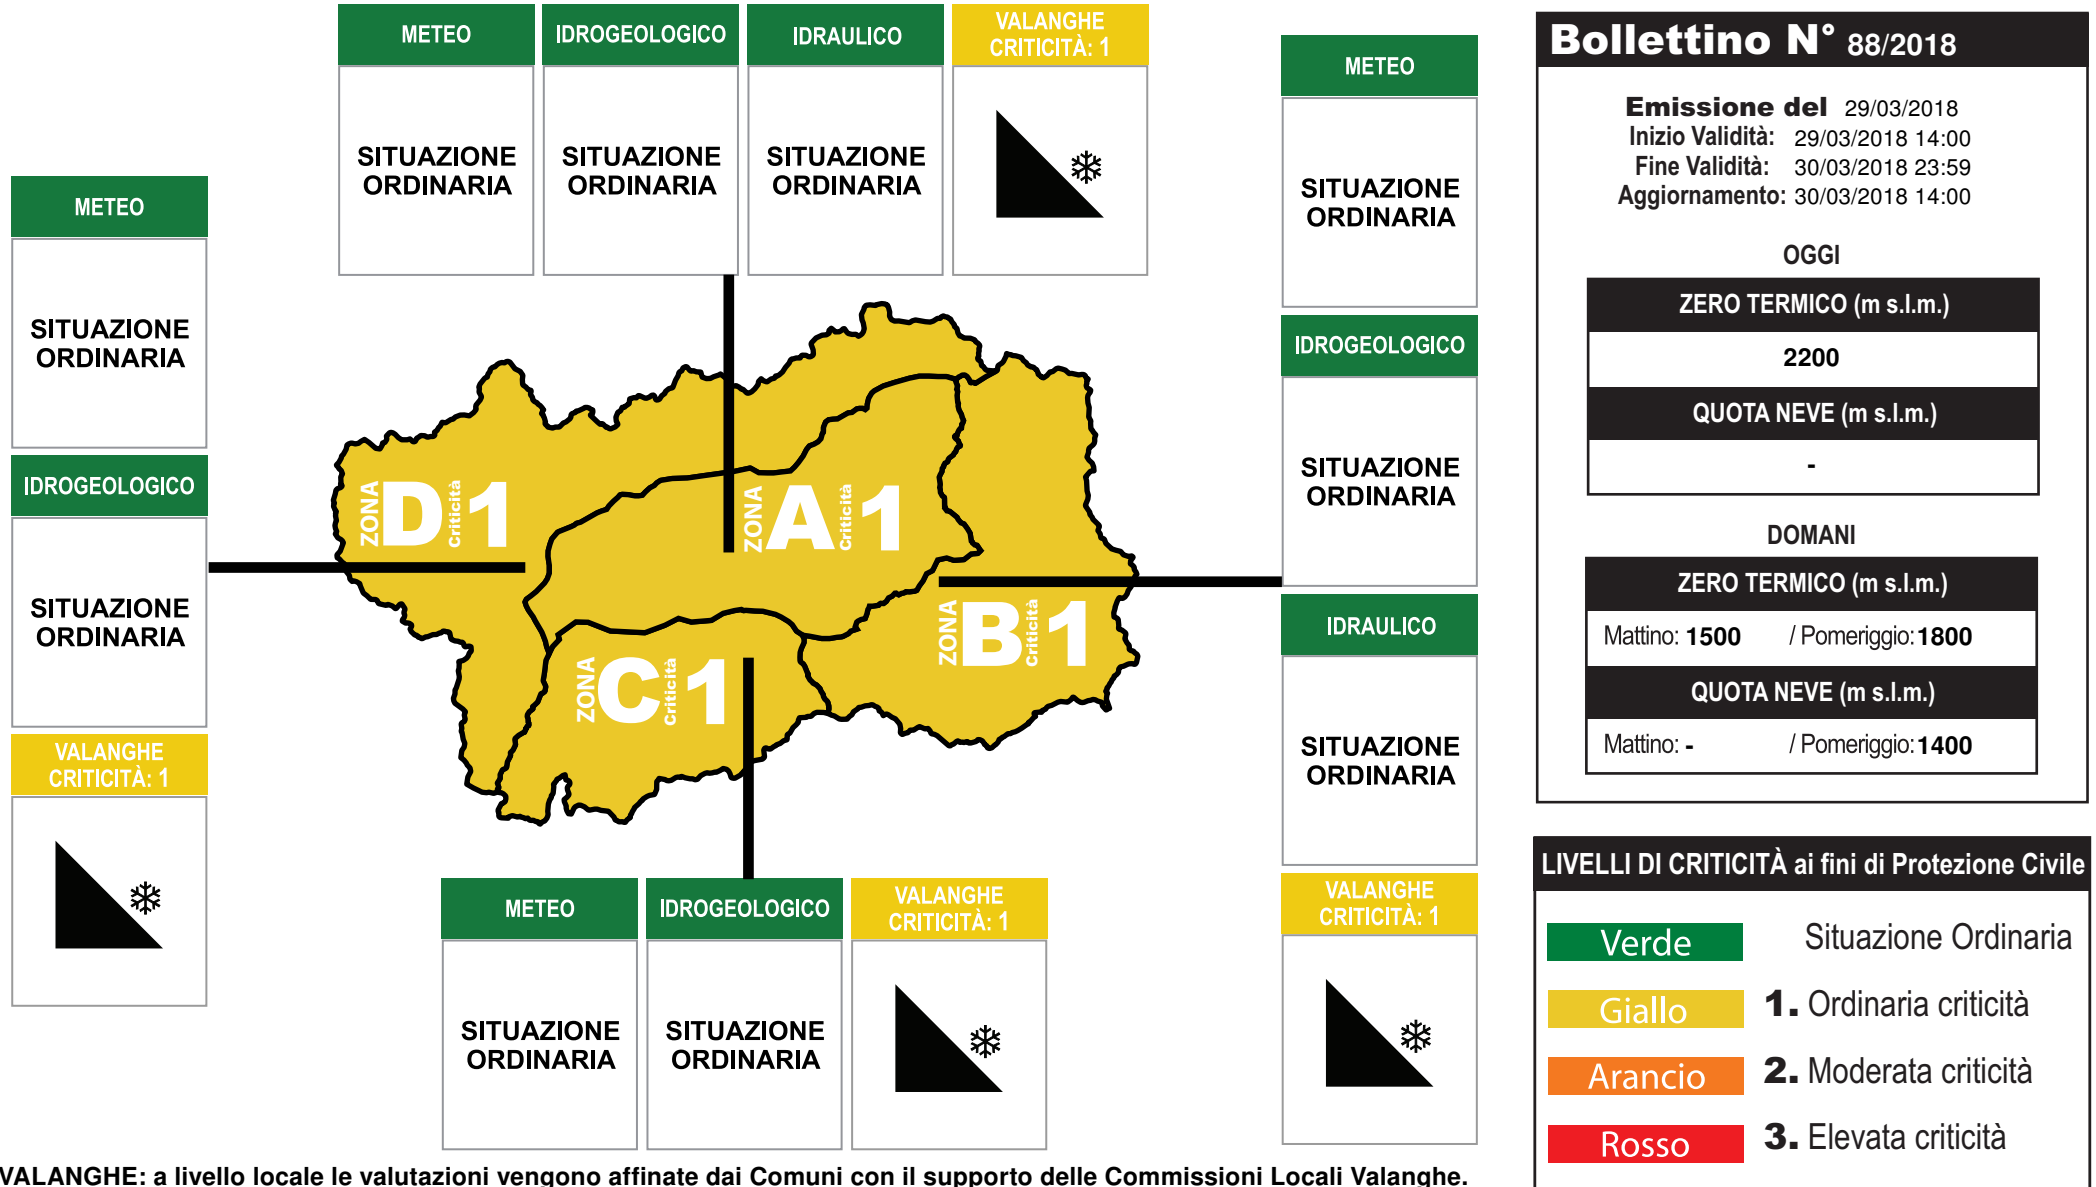 METEO
SITUAZIONE
ORDINARIA
IDROGEOLOGICO
SITUAZIONE
ORDINARIA
IDRAULICO
SITUAZIONE
ORDINARIA
VALANGHE
CRITICITÀ: 1
METEO
SITUAZIONE
ORDINARIA
IDROGEOLOGICO
SITUAZIONE
ORDINARIA
VALANGHE
CRITICITÀ: 1
ZONA D Criticità 1
ZONA A Criticità 1
ZONA B Criticità 1
ZONA C Criticità 1
METEO
SITUAZIONE
ORDINARIA
IDROGEOLOGICO
SITUAZIONE
ORDINARIA
IDRAULICO
SITUAZIONE
ORDINARIA
VALANGHE
CRITICITÀ: 1
METEO
SITUAZIONE
ORDINARIA
IDROGEOLOGICO
SITUAZIONE
ORDINARIA
VALANGHE
CRITICITÀ: 1
VALANGHE: a livello locale le valutazioni vengono affinate dai Comuni con il supporto delle Commissioni Locali Valanghe.
Bollettino N° 88/2018
Emissione del 29/03/2018
Inizio Validità: 29/03/2018 14:00
Fine Validità: 30/03/2018 23:59
Aggiornamento: 30/03/2018 14:00
OGGI
ZERO TERMICO (m s.l.m.)
2200
QUOTA NEVE (m s.l.m.)
-
DOMANI
ZERO TERMICO (m s.l.m.)
Mattino: 1500 / Pomeriggio: 1800
QUOTA NEVE (m s.l.m.)
Mattino: - / Pomeriggio: 1400
LIVELLI DI CRITICITÀ ai fini di Protezione Civile
Verde Situazione Ordinaria
Giallo 1. Ordinaria criticità
Arancio 2. Moderata criticità
Rosso 3. Elevata criticità